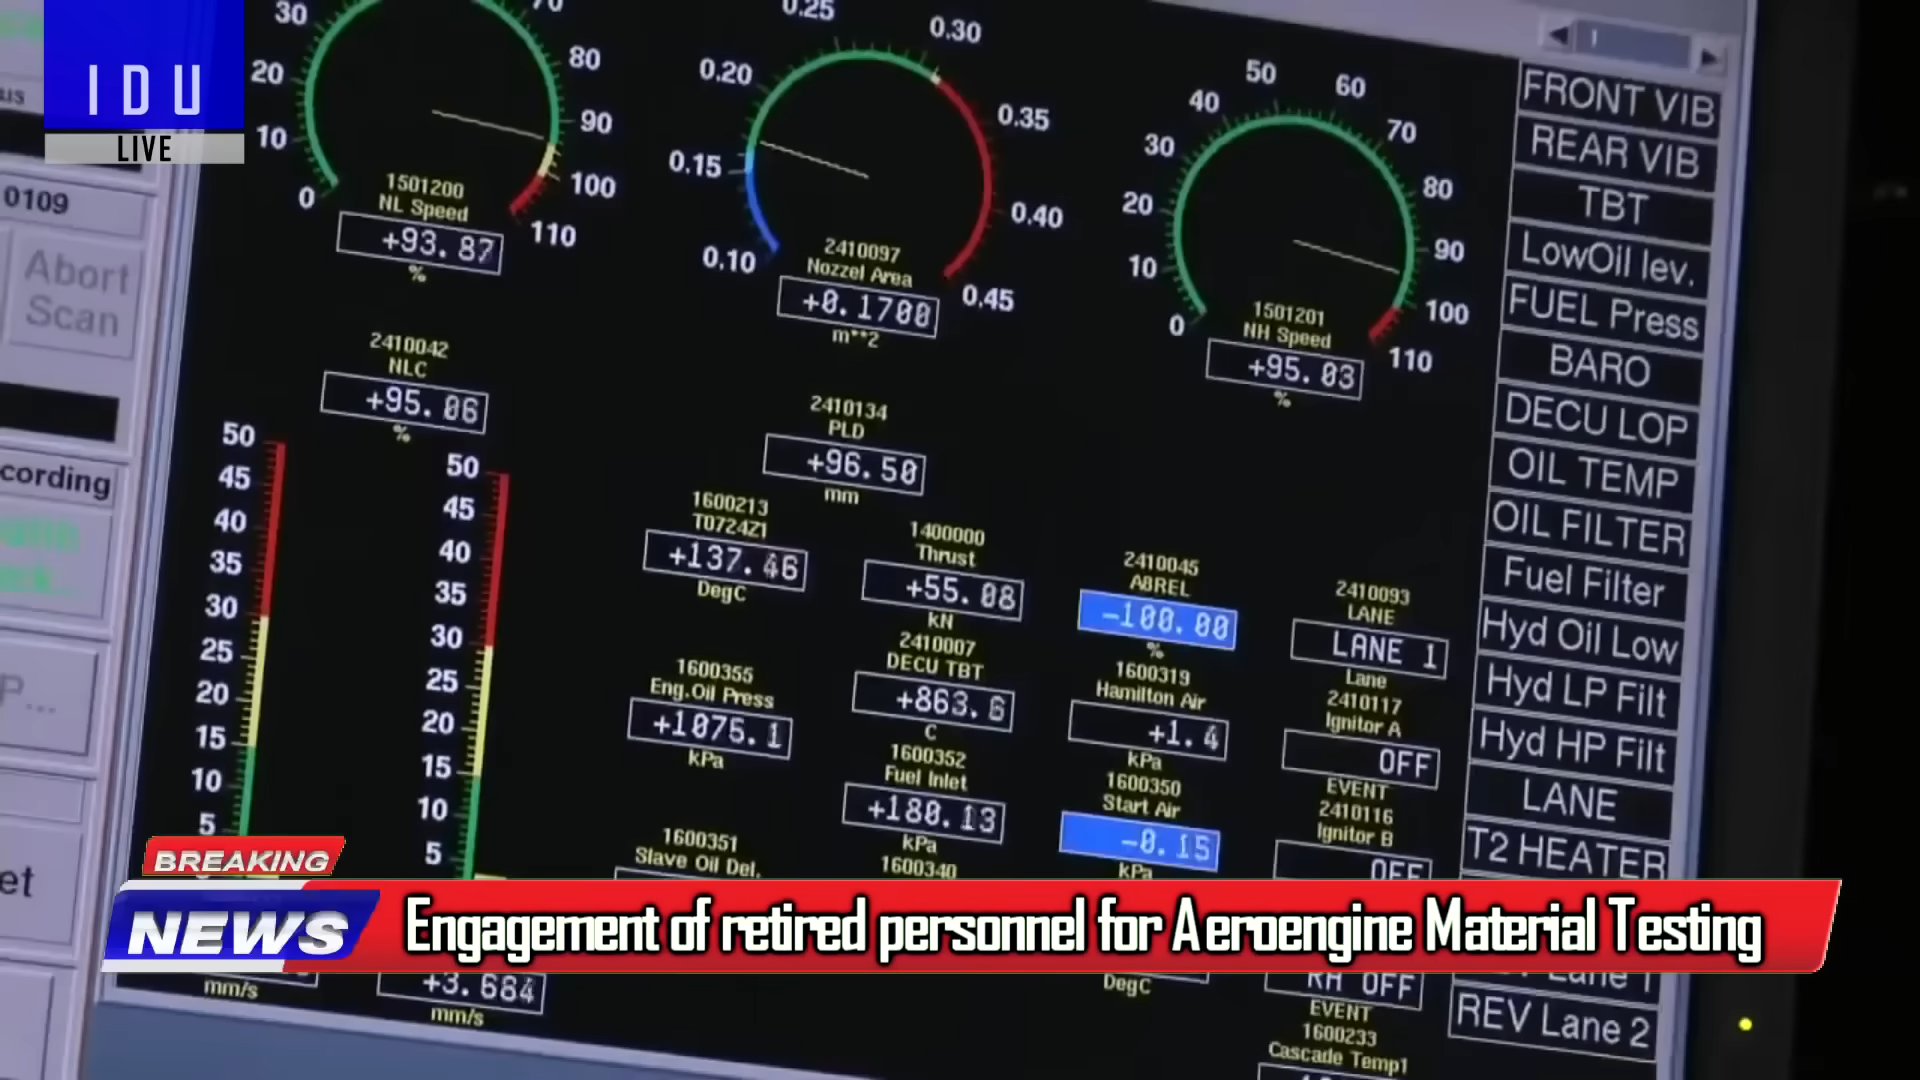 IDU
LIVE
us
0109
Abort
Scan
cording
P...
et
30
20
10
0
70
80
90
100
110
1501200
NL Speed
+93.87
%
0.25
0.30
0.20
0.35
0.15
0.40
0.10
0.45
2410097
Nozzel Area
+0.1700
m**2
50
60
40
70
30
80
20
90
10
100
0
110
1501201
NH Speed
+95.03
%
2410042
NLC
+95.06
%
2410134
PLD
+96.50
mm
50
45
40
35
30
25
20
15
10
5
50
45
40
35
30
25
20
15
10
5
1600213
T0724Z1
+137.46
DegC
1400000
Thrust
+55.08
kN
2410045
A8REL
-100.00
%
2410093
LANE
LANE 1
Lane
1600355
Eng.Oil Press
+1075.1
kPa
2410007
DECU TBT
+863.6
C
1600319
Hamilton Air
+1.4
kPa
2410117
Ignitor A
OFF
EVENT
1600352
Fuel Inlet
+180.13
kPa
1600350
Start Air
-0.15
kPa
2410116
Ignitor B
OFF
1600351
Slave Oil Del.
1600340
mm/s
+3.684
mm/s
DegC
RH OFF
EVENT
1600233
Cascade Temp1
FRONT VIB
REAR VIB
TBT
LowOil lev.
FUEL Press
BARO
DECU LOP
OIL TEMP
OIL FILTER
Fuel Filter
Hyd Oil Low
Hyd LP Filt
Hyd HP Filt
LANE
T2 HEATER
Lane 1
REV Lane 2
BREAKING
NEWS
Engagement of retired personnel for Aeroengine Material Testing